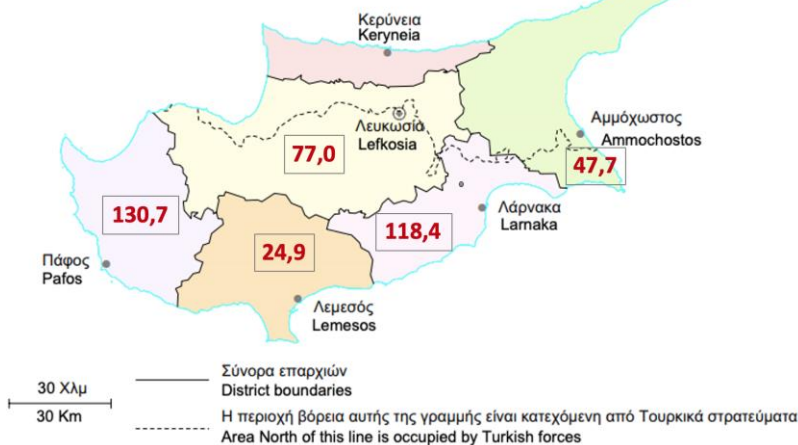 Κερύνεια
Keryneia
Λευκωσία
Lefkosia
Αμμόχωστος
Ammochostos
77,0
47,7
130,7
118,4
Λάρνακα
Larnaka
24,9
Πάφος
Pafos
Λεμεσός
Lemesos
30 Χλμ
30 Km
Σύνορα επαρχιών
District boundaries
Η περιοχή βόρεια αυτής της γραμμής είναι κατεχόμενη από Τουρκικά στρατεύματα
Area North of this line is occupied by Turkish forces